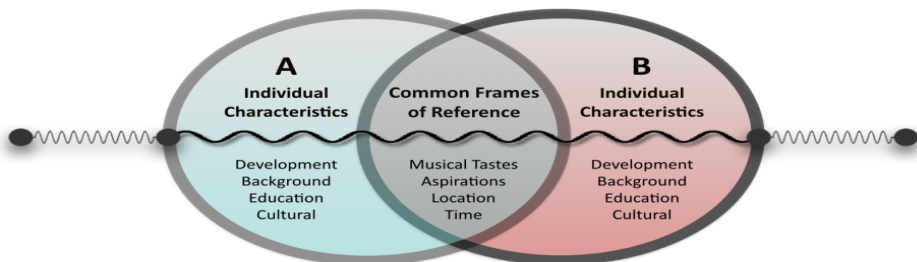 A
Individual
Characteristics
Development
Background
Education
Cultural
Common Frames
of Reference
Musical Tastes
Aspirations
Location
Time
B
Individual
Characteristics
Development
Background
Education
Cultural